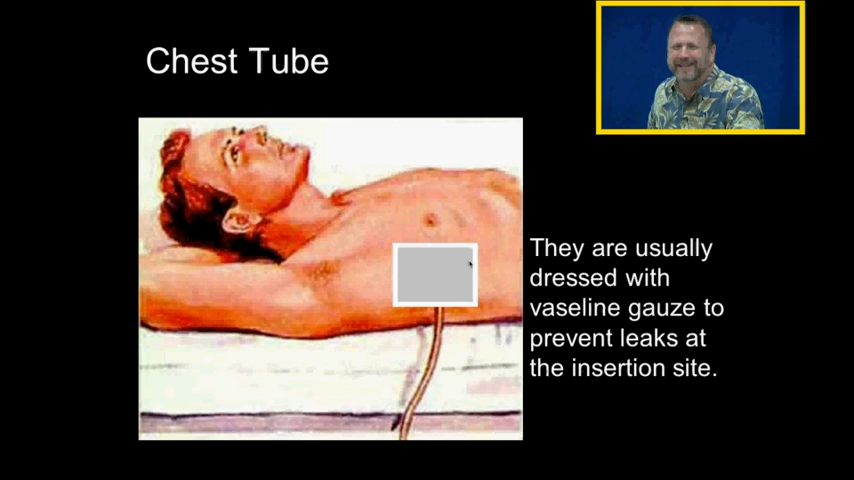 Chest Tube
They are usually
dressed with
vaseline gauze to
prevent leaks at
the insertion site.